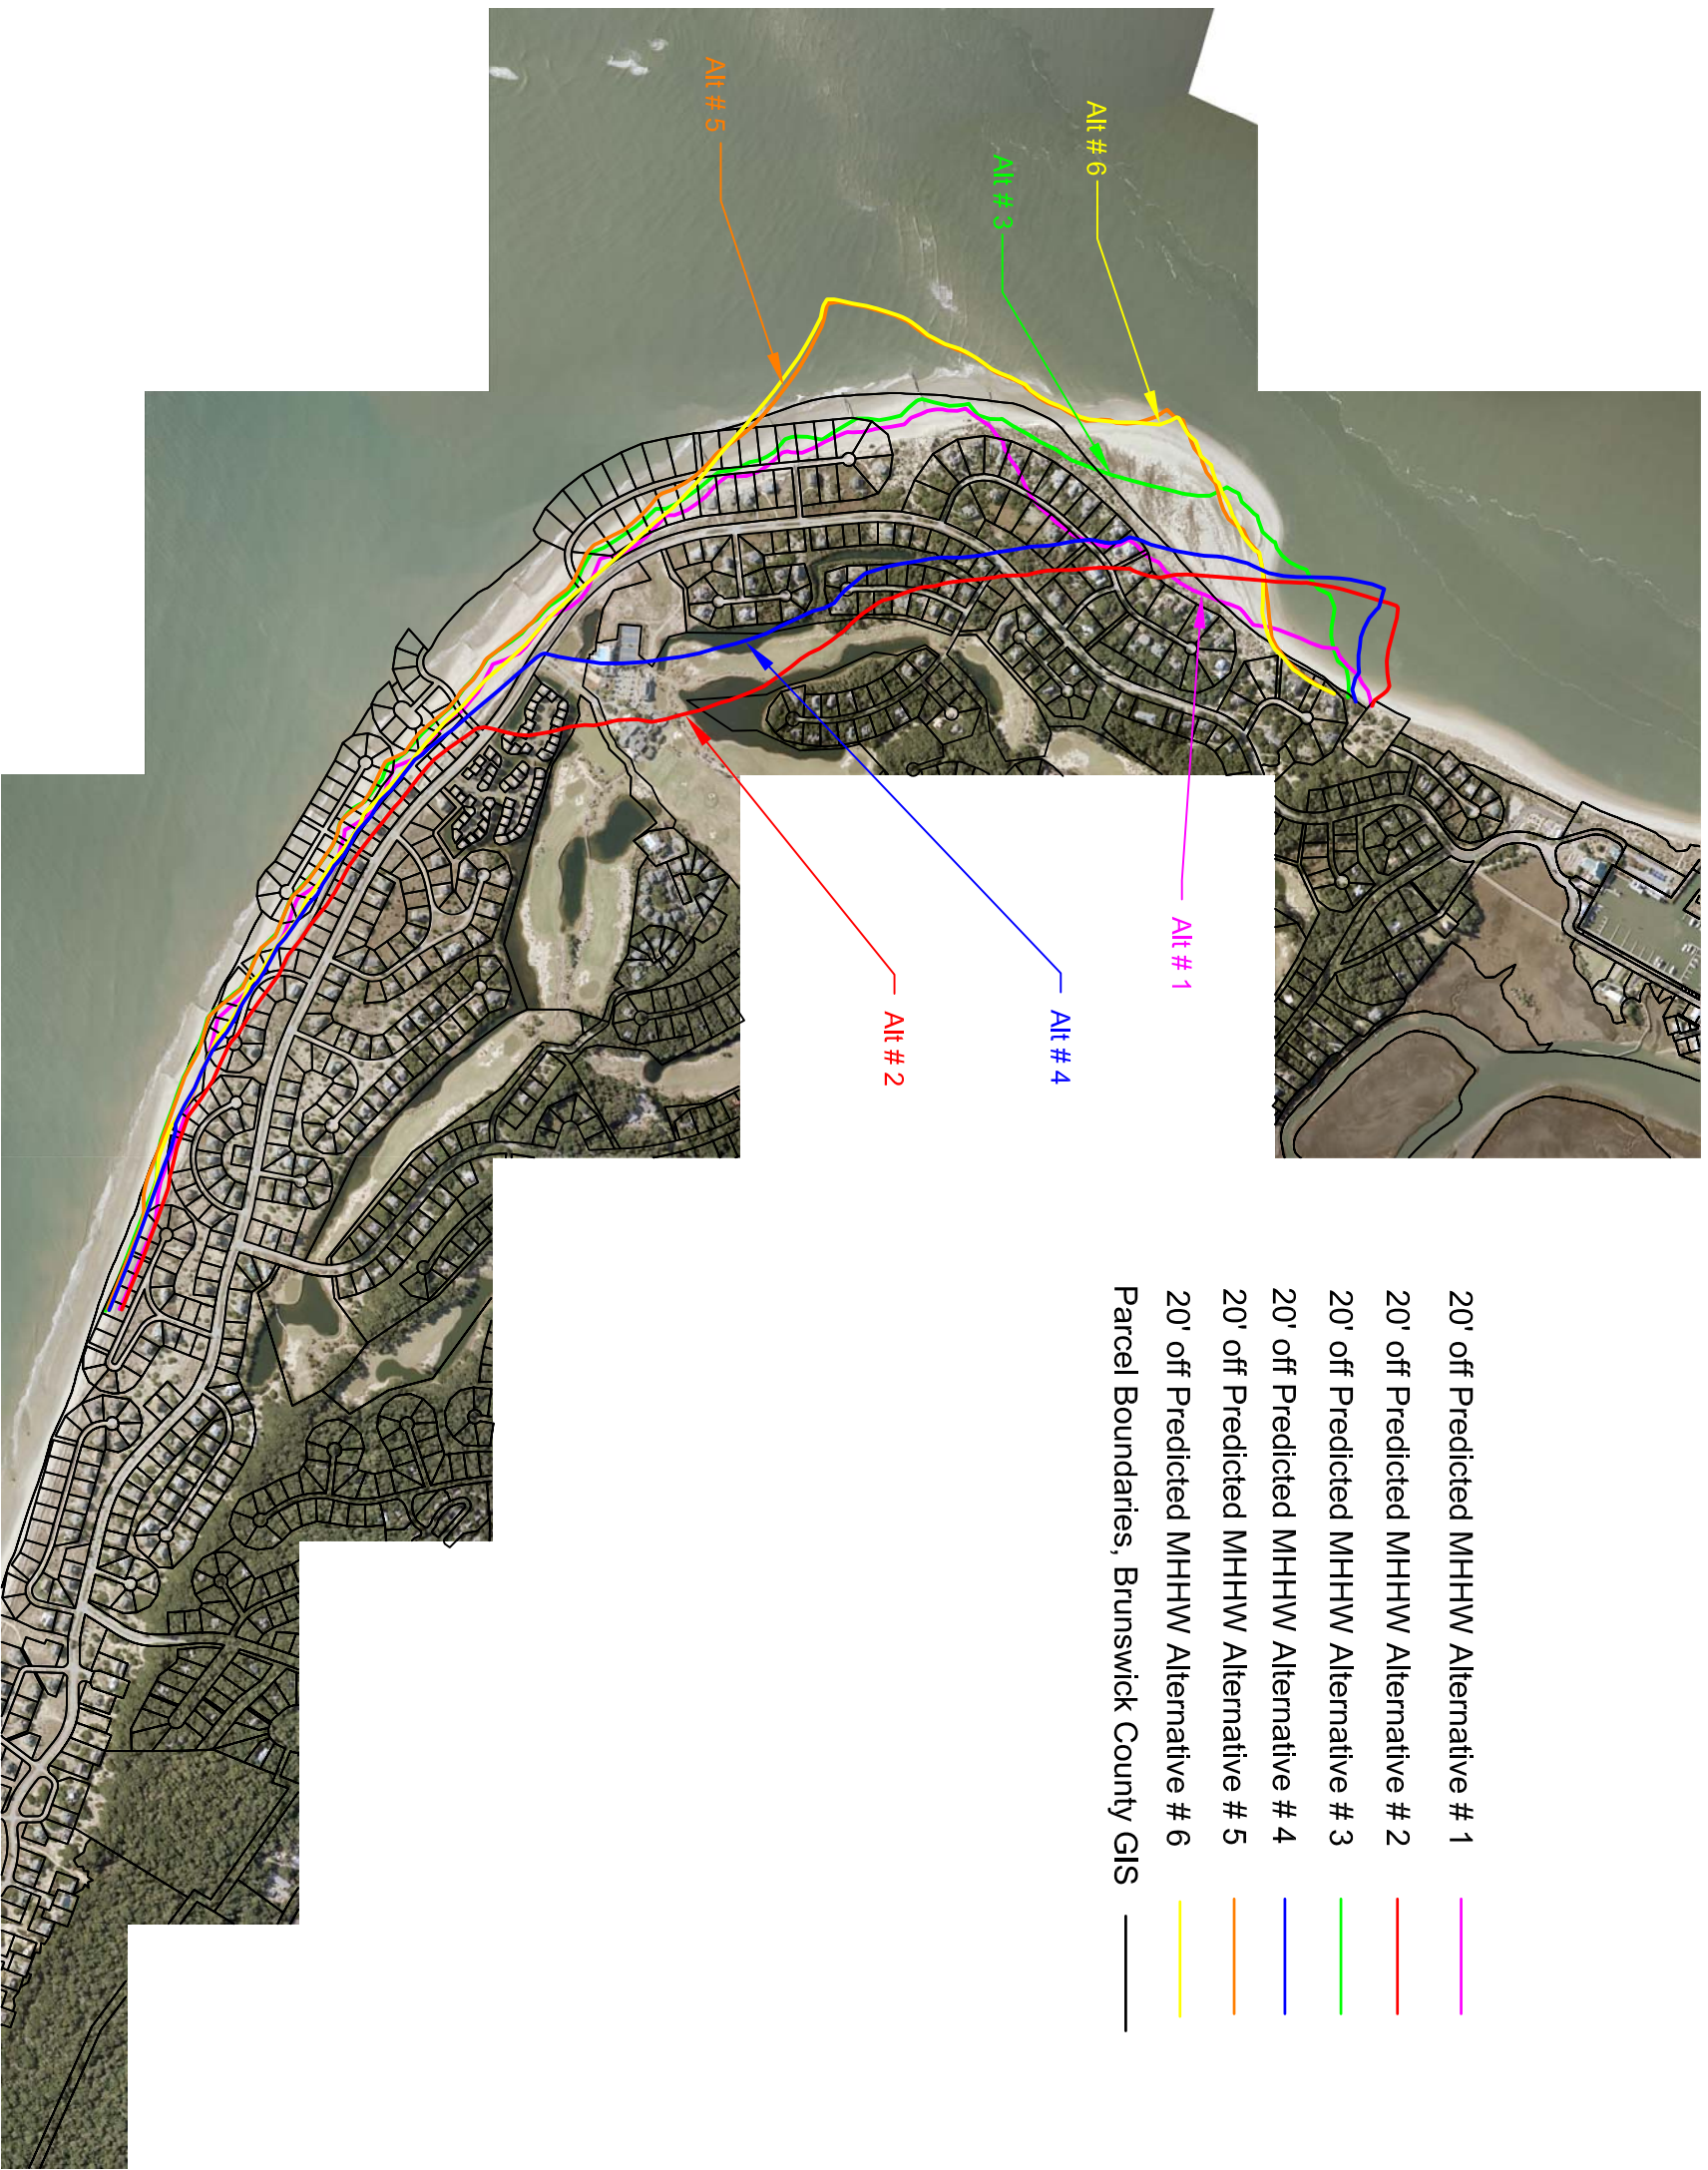 Alt # 5
Alt # 6
Alt # 3
Alt # 1
Alt # 4
Alt # 2
20' off Predicted MHHW Alternative # 1
20' off Predicted MHHW Alternative # 2
20' off Predicted MHHW Alternative # 3
20' off Predicted MHHW Alternative # 4
20' off Predicted MHHW Alternative # 5
20' off Predicted MHHW Alternative # 6
Parcel Boundaries, Brunswick County GIS